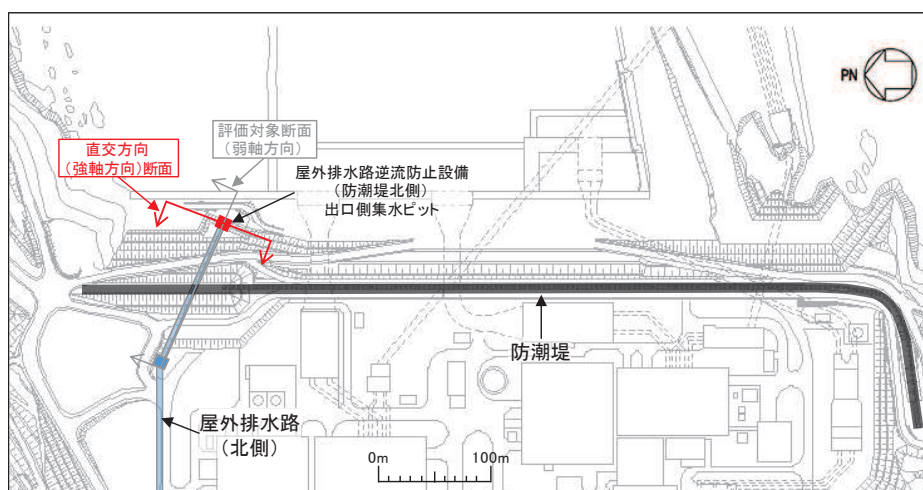 評価対象断面
(弱軸方向)
直交方向
(強軸方向)断面
屋外排水路逆流防止設備
(防潮堤北側)
出口側集水ピット
PN
防潮堤
屋外排水路
(北側)
0m 100m